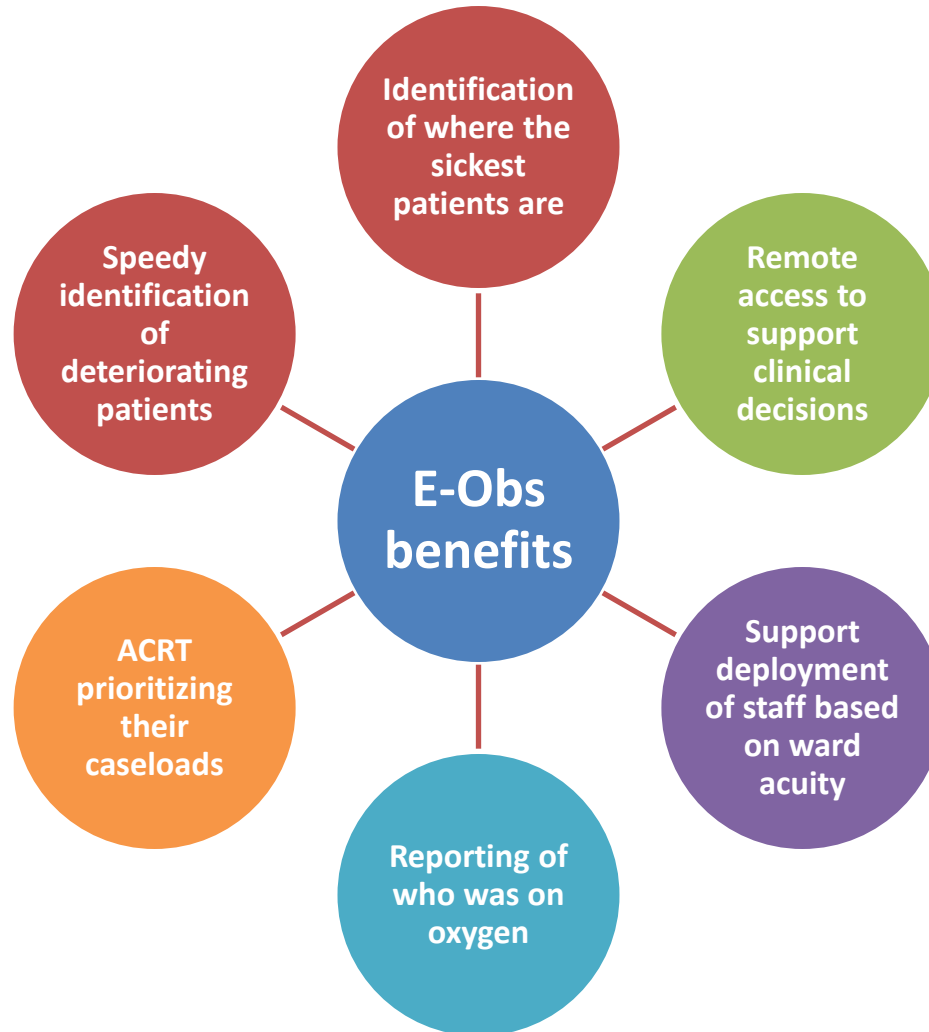 Identification
of where the
sickest
patients are
Remote
access to
support
clinical
decisions
Support
deployment
of staff based
on ward
acuity
Reporting of
who was on
oxygen
ACRT
prioritizing
their
caseloads
Speedy
identification
of
deteriorating
patients
E-Obs
benefits